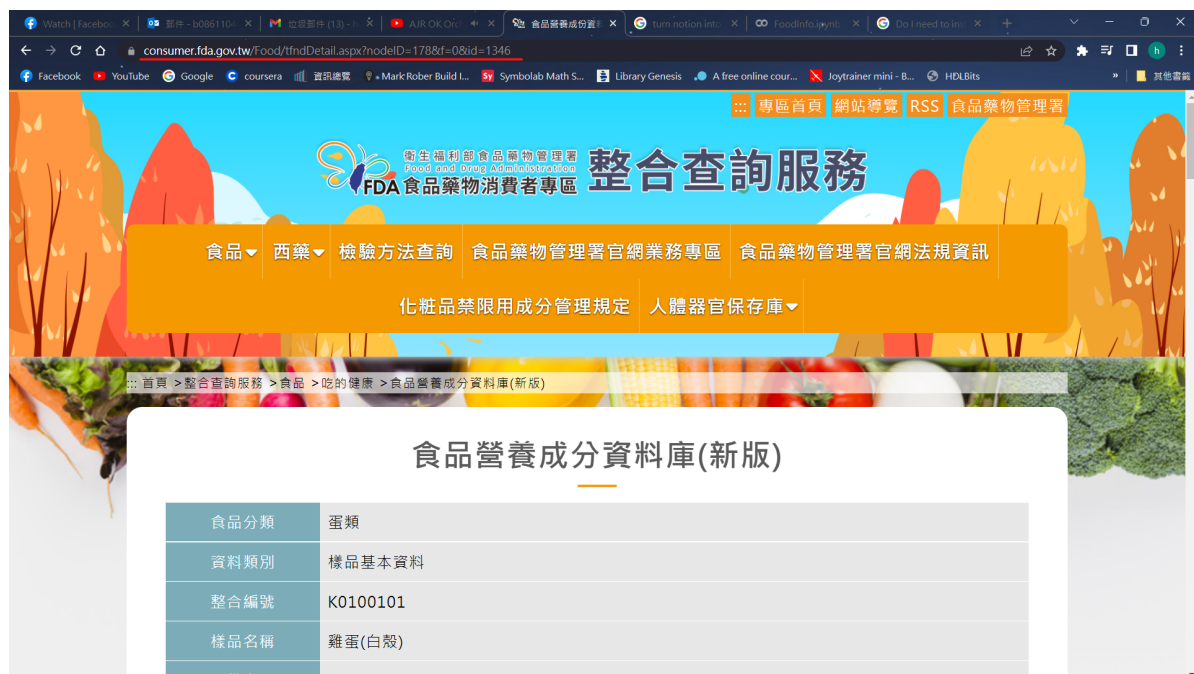 Watch | Faceboo
郵件 - b0861104
垃圾郵件 (13) - h
AJR OK Orch
食品營養成份資料
turn notion into
FoodInfo.ipynb
Do I need to ins
consumer.fda.gov.tw/Food/tfndDetail.aspx?nodeID=178&f=0&id=1346
Facebook YouTube Google coursera 資訊總覽 Mark Rober Build I... Symbolab Math S... Library Genesis A free online cour... Joytrainer mini - B... HDLBits » 其他書籤
::: 專區首頁 網站導覽 RSS 食品藥物管理署
衛生福利部食品藥物管理署
Food and Drug Administration
FDA 食品藥物消費者專區 整合查詢服務
食品 西藥 檢驗方法查詢 食品藥物管理署官網業務專區 食品藥物管理署官網法規資訊
化粧品禁限用成分管理規定 人體器官保存庫
::: 首頁 >整合查詢服務 >食品 >吃的健康 >食品營養成分資料庫(新版)
食品營養成分資料庫(新版)
食品分類 蛋類
資料類別 樣品基本資料
整合編號 K0100101
樣品名稱 雞蛋(白殼)